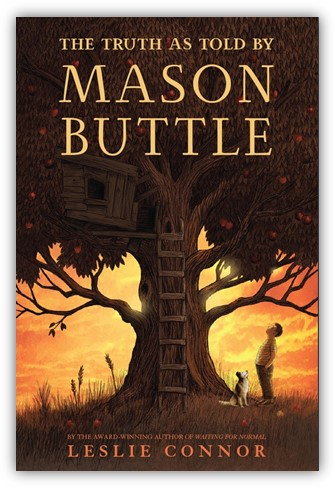 THE TRUTH AS TOLD BY
MASON
BUTTLE
BY THE AWARD-WINNING AUTHOR OF WAITING FOR NORMAL
LESLIE CONNOR